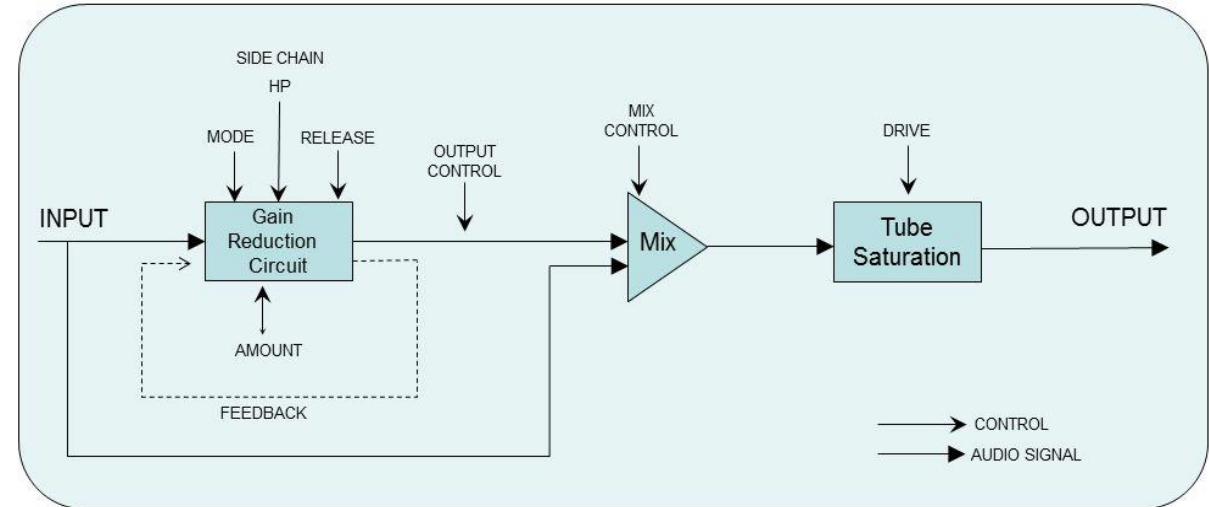 SIDE CHAIN
HP
MODE
RELEASE
OUTPUT
CONTROL
MIX
CONTROL
DRIVE
INPUT
Gain
Reduction
Circuit
Mix
Tube
Saturation
OUTPUT
AMOUNT
FEEDBACK
CONTROL
AUDIO SIGNAL